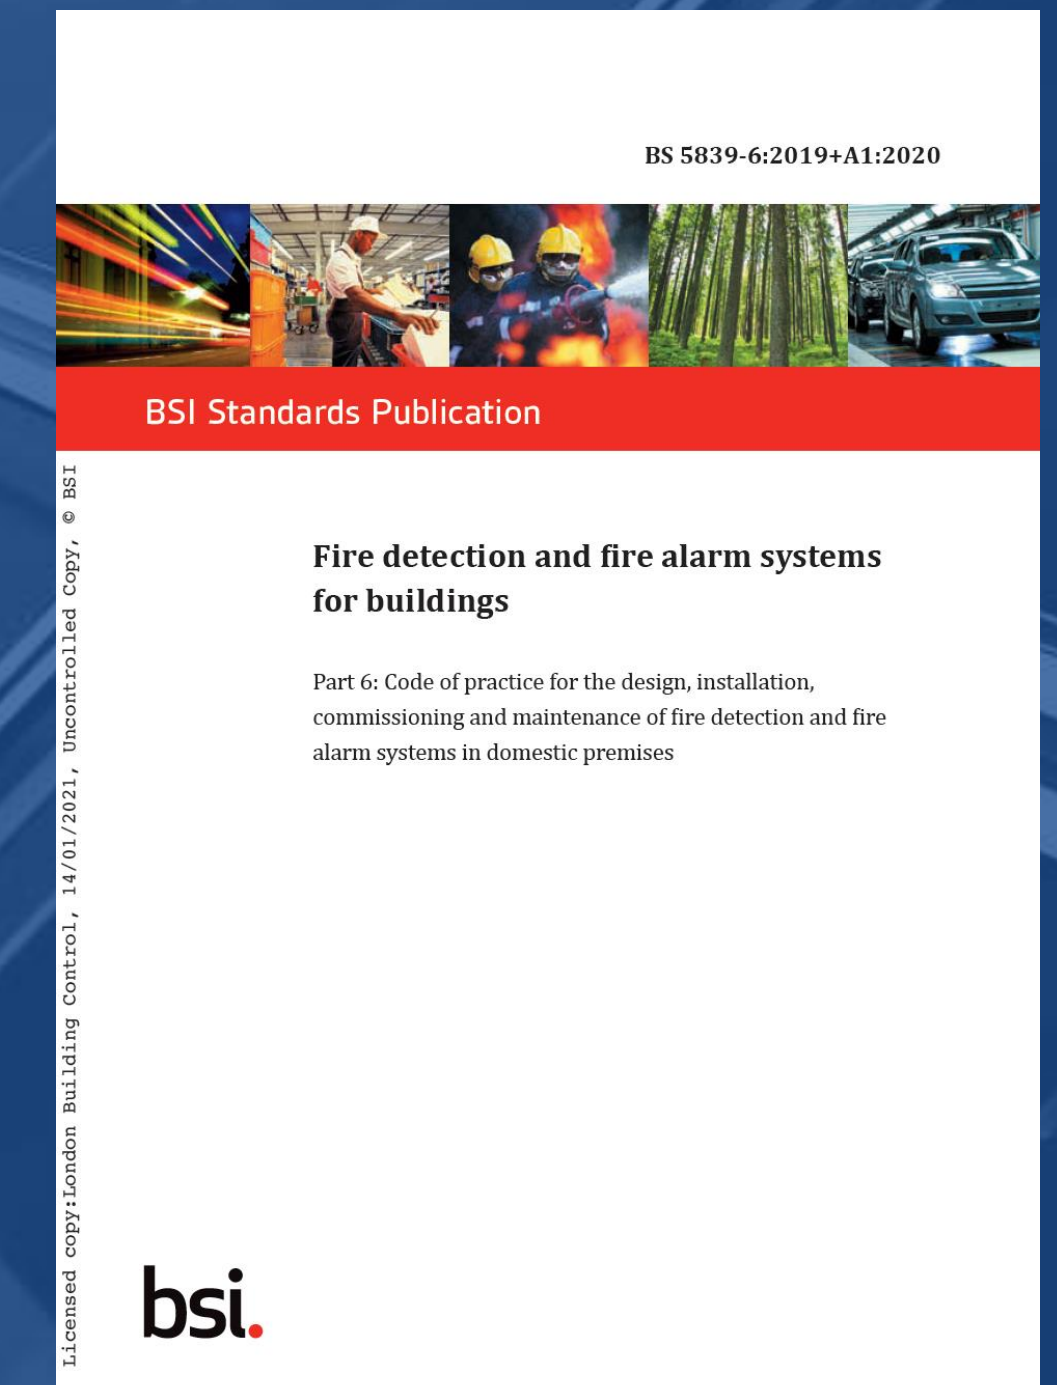 BS 5839-6:2019+A1:2020
BSI Standards Publication
Licensed copy:London Building Control, 14/01/2021, Uncontrolled Copy, © BSI
Fire detection and fire alarm systems
for buildings
Part 6: Code of practice for the design, installation,
commissioning and maintenance of fire detection and fire
alarm systems in domestic premises
bsi.